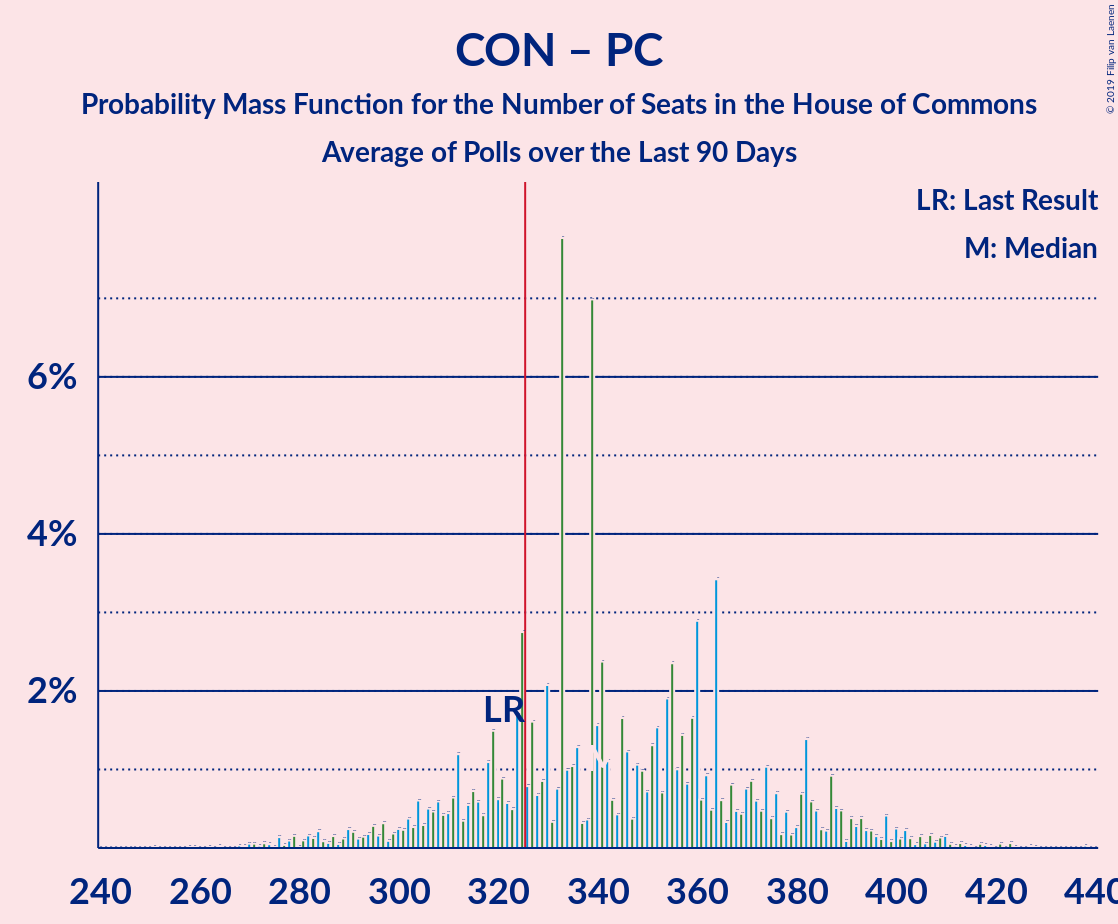 CON – PC
Probability Mass Function for the Number of Seats in the House of Commons
Average of Polls over the Last 90 Days
© 2019 Filip van Laenen
LR: Last Result
M: Median
6%
4%
2%
LR
240 260 280 300 320 340 360 380 400 420 440